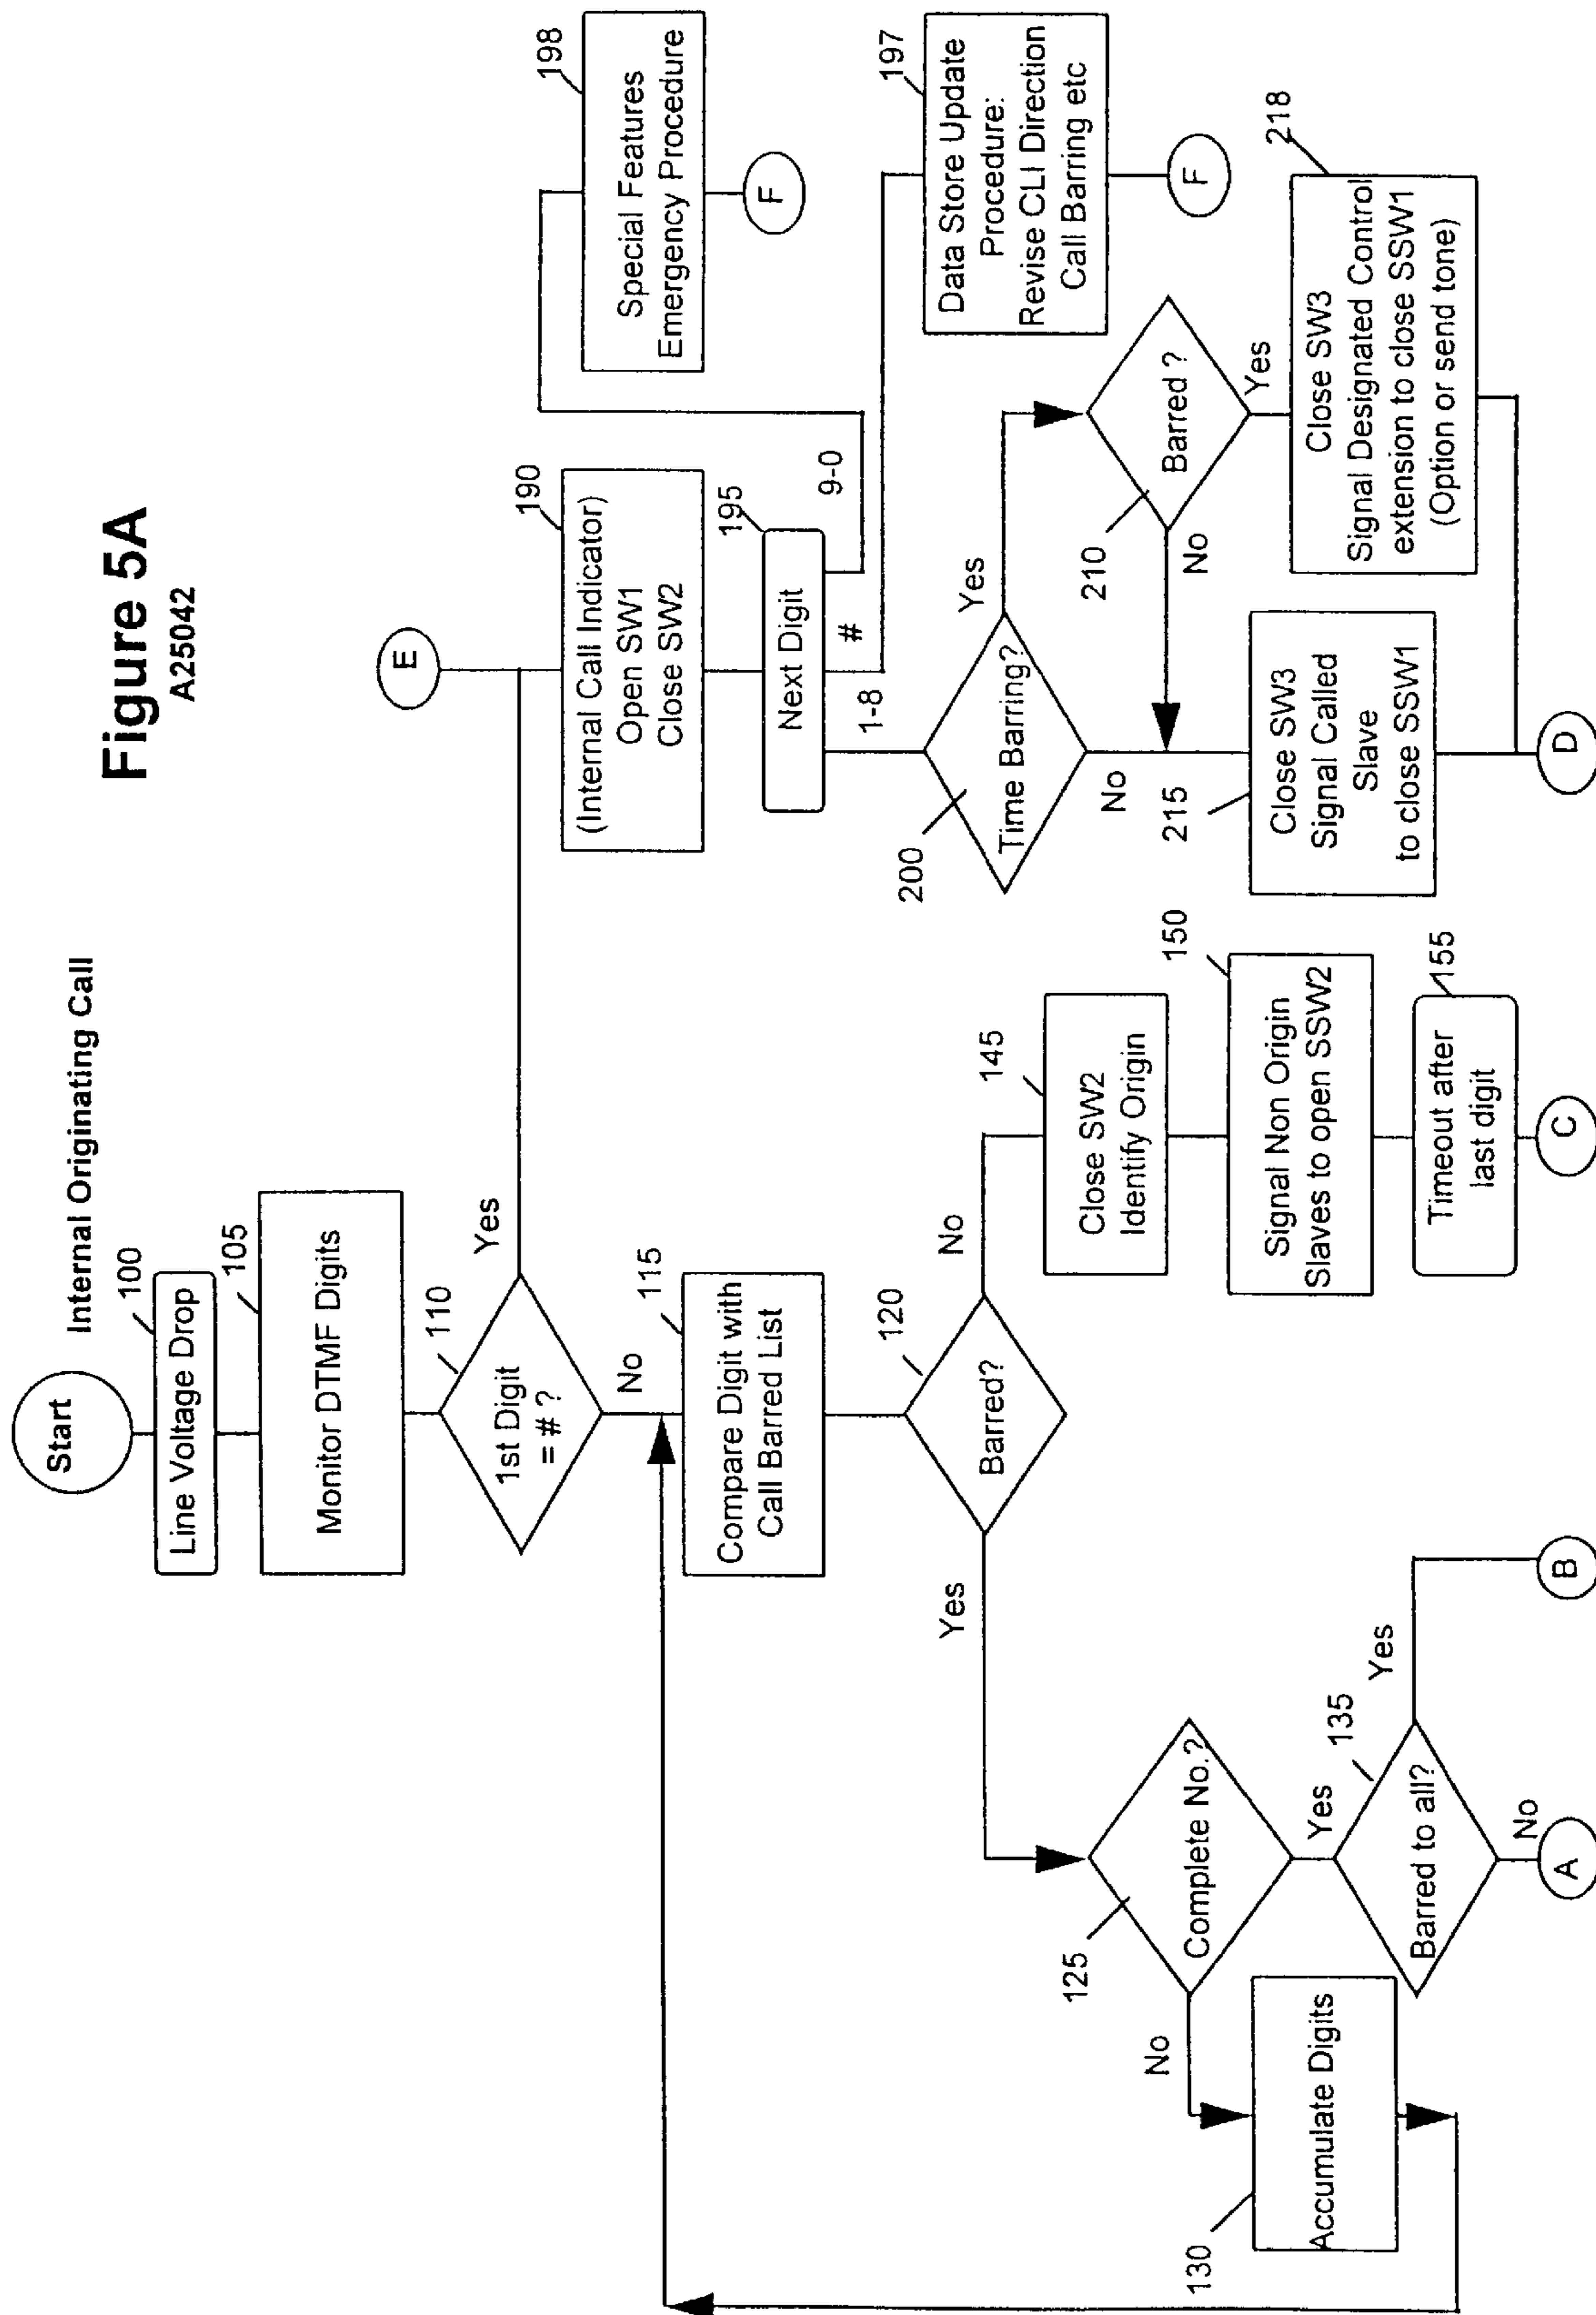 Figure 5A
A25042
Internal Originating Call
Start
100
Line Voltage Drop
105
Monitor DTMF Digits
110
1st Digit
= # ?
Yes
No
115
Compare Digit with
Call Barred List
120
Barred?
Yes
No
125
Complete No.?
No
Yes
130
Accumulate Digits
135
Barred to all?
Yes
No
A
B
145
Close SW2
Identify Origin
150
Signal Non Origin
Slaves to open SSW2
155
Timeout after
last digit
C
E
190
(Internal Call Indicator)
Open SW1
Close SW2
195
Next Digit
1-8
#
9-0
198
Special Features
Emergency Procedure
F
197
Data Store Update
Procedure:
Revise CLI Direction
Call Barring etc
F
200
Time Barring?
Yes
No
210
Barred ?
No
Yes
215
Close SW3
Signal Called
Slave
to close SSW1
218
Close SW3
Signal Designated Control
extension to close SSW1
(Option or send tone)
D